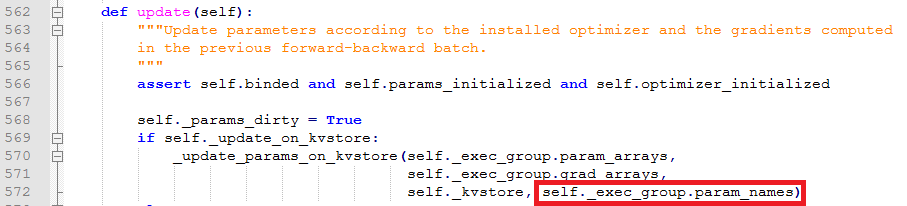 562 def update(self):
563 """Update parameters according to the installed optimizer and the gradients computed
564 in the previous forward-backward batch.
565 """
566 assert self.binded and self.params_initialized and self.optimizer_initialized
567
568 self._params_dirty = True
569 if self._update_on_kvstore:
570 _update_params_on_kvstore(self._exec_group.param_arrays,
571 self._exec_group.grad_arrays,
572 self._kvstore, self._exec_group.param_names)